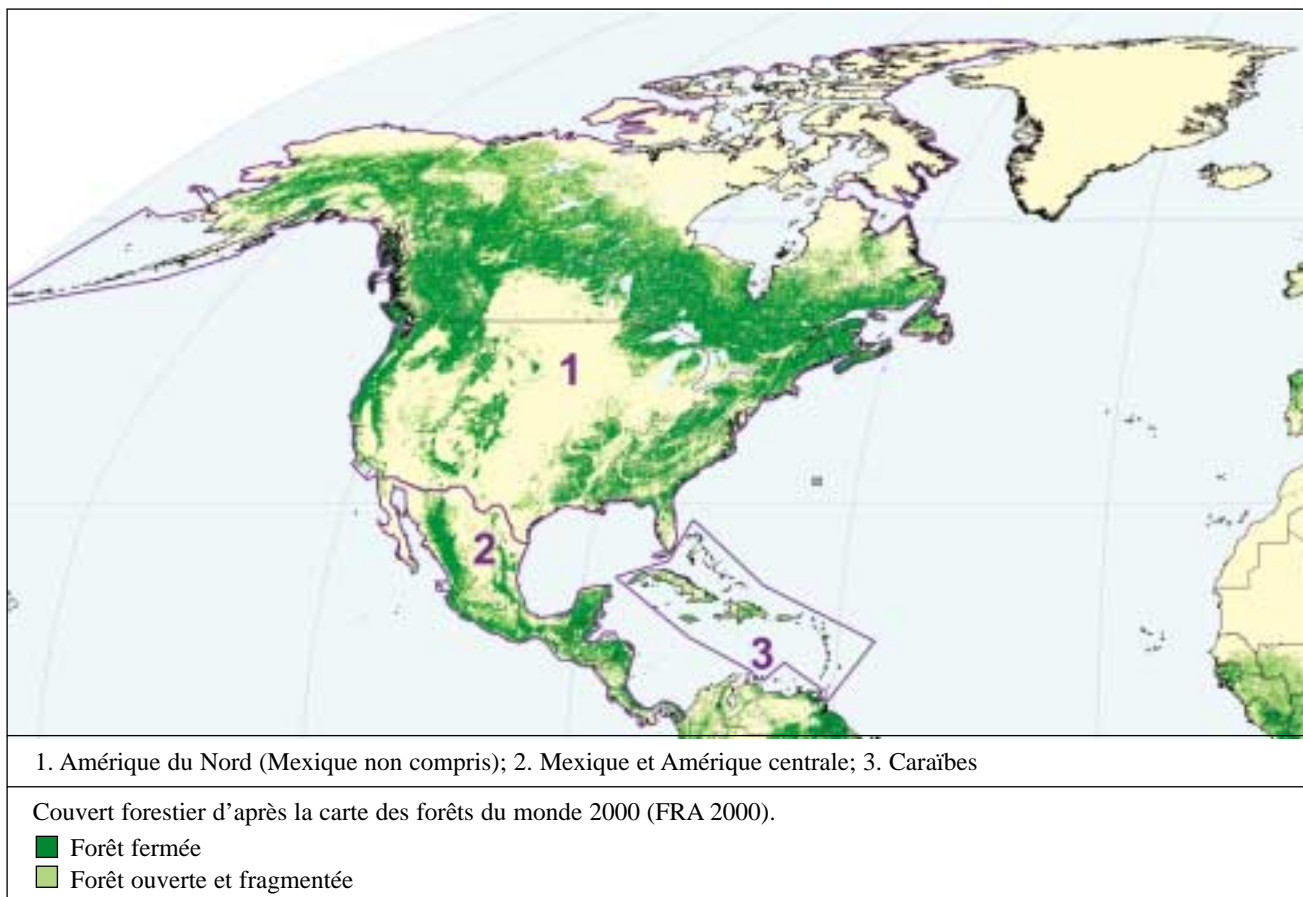 1
2
3
1. Amérique du Nord (Mexique non compris); 2. Mexique et Amérique centrale; 3. Caraïbes
Couvert forestier d'après la carte des forêts du monde 2000 (FRA 2000).
Forêt fermée
Forêt ouverte et fragmentée